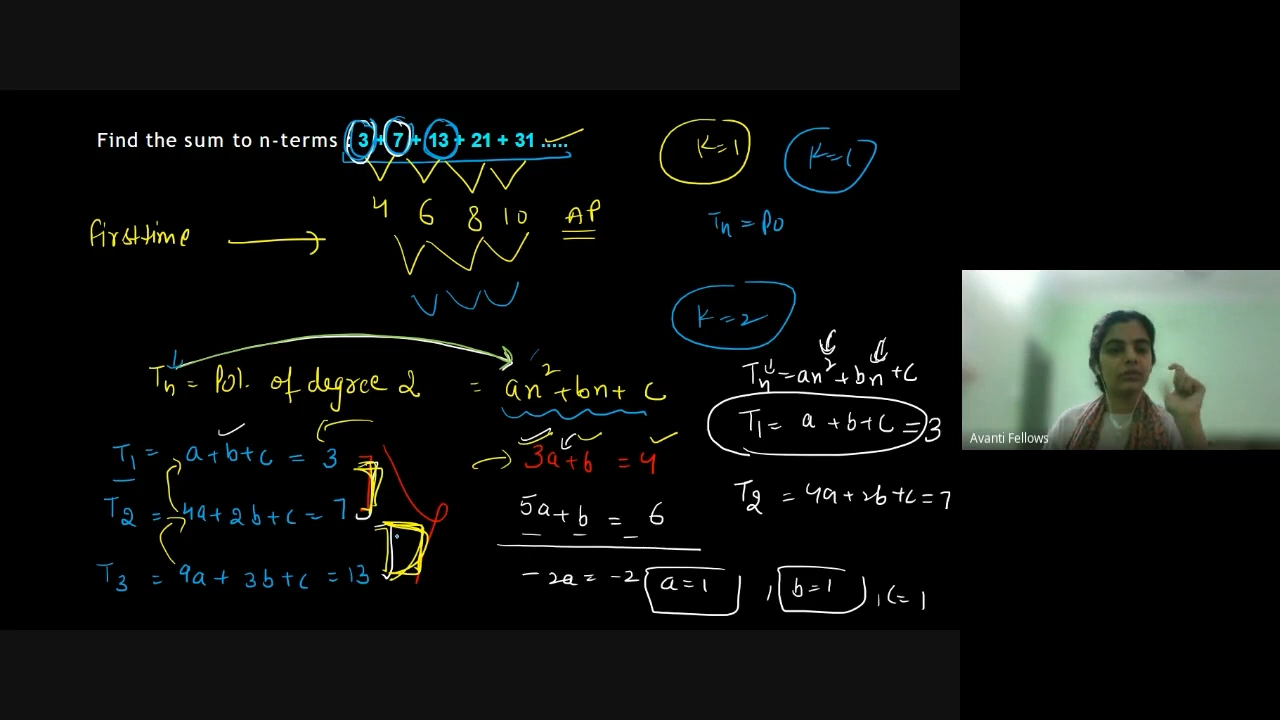 Find the sum to n-terms : 3 + 7 + 13 + 21 + 31 .....
4 6 8 10 AP
firsttime
K=1
K=1
Tn = Po
K=2
Tn = Pol. of degree 2 = an²+bn+c
T1 = a+b+c = 3
T2 = 4a+2b+c = 7
T3 = 9a+3b+c = 13
3a+b = 4
5a+b = 6
-2a = -2 a=1 , b=1 , c=1
Tn = an²+bn+c
T1 = a+b+c = 3
T2 = 4a+2b+c = 7
Avanti Fellows